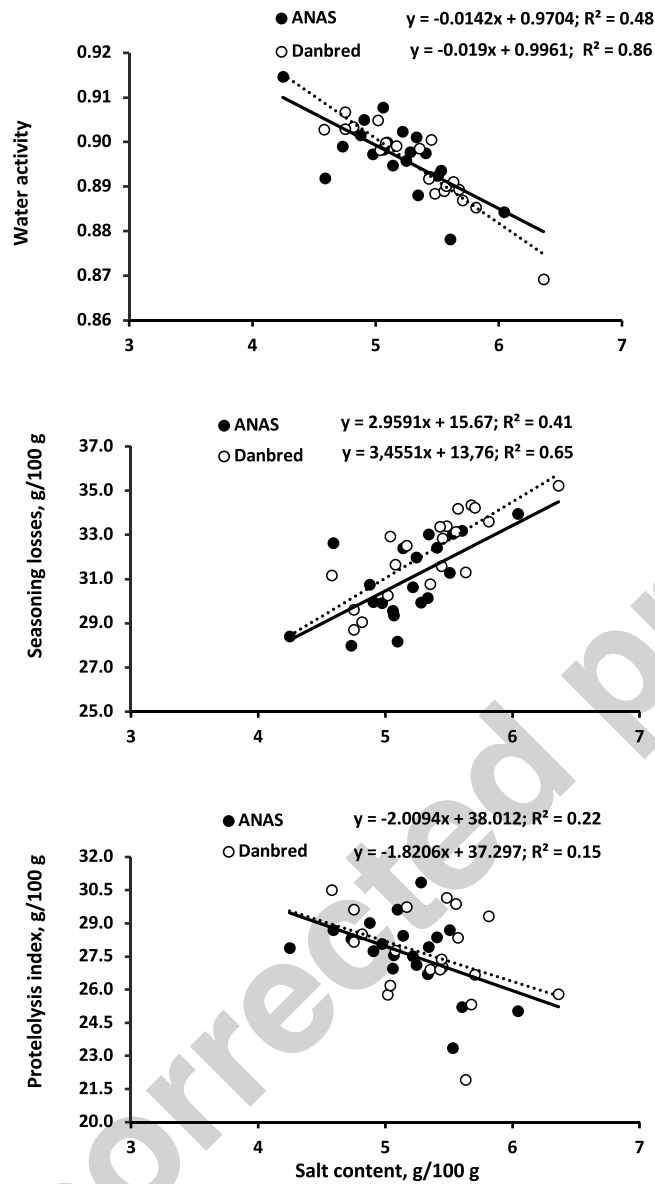 ANAS y = -0.0142x + 0.9704; R² = 0.48
Danbred y = -0.019x + 0.9961; R² = 0.86
0.92
0.91
0.90
0.89
0.88
0.87
0.86
Water activity
3 4 5 6 7
ANAS y = 2.9591x + 15.67; R² = 0.41
Danbred y = 3,4551x + 13,76; R² = 0.65
37.0
35.0
33.0
31.0
29.0
27.0
25.0
Seasoning losses, g/100 g
3 4 5 6 7
ANAS y = -2.0094x + 38.012; R² = 0.22
Danbred y = -1.8206x + 37.297; R² = 0.15
32.0
30.5
29.0
27.5
26.0
24.5
23.0
21.5
20.0
Protelolysis index, g/100 g
3 4 5 6 7
Salt content, g/100 g
orrected p